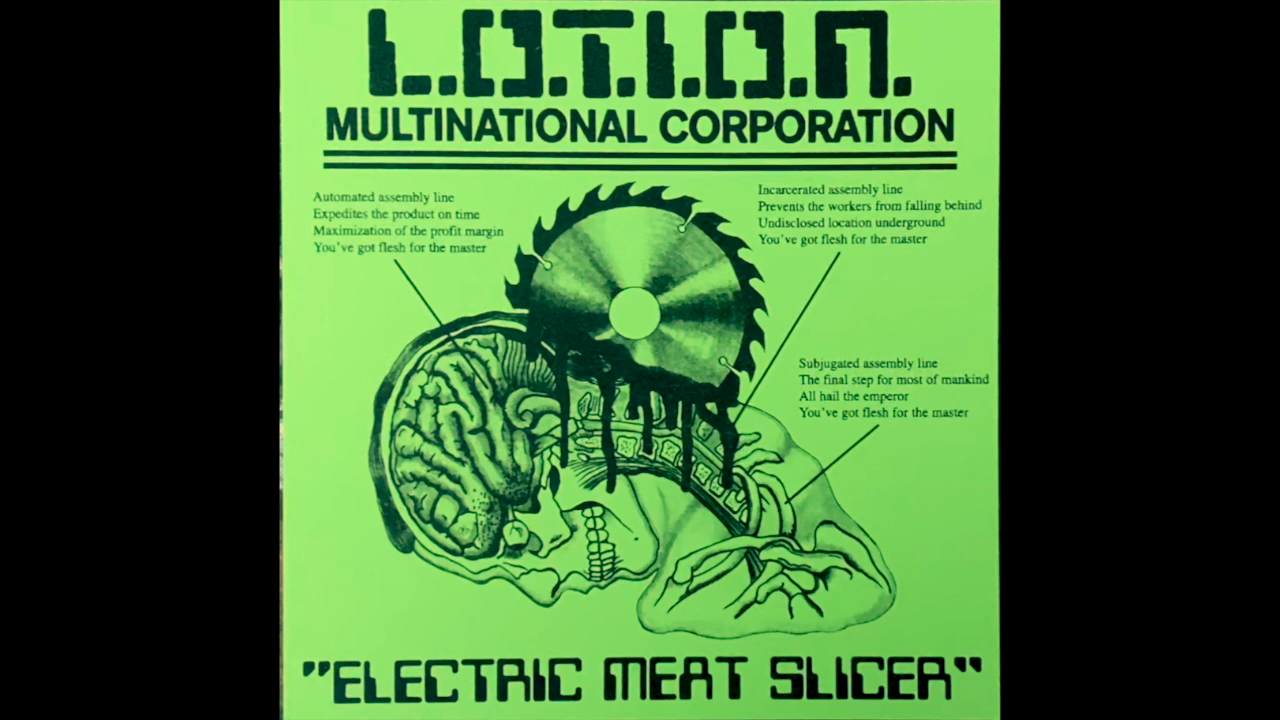 L.O.T.I.O.N.
MULTINATIONAL CORPORATION
Automated assembly line
Expedites the product on time
Maximization of the profit margin
You've got flesh for the master
Incarcerated assembly line
Prevents the workers from falling behind
Undisclosed location underground
You've got flesh for the master
Subjugated assembly line
The final step for most of mankind
All hail the emperor
You've got flesh for the master
"ELECTRIC MEAT SLICER"